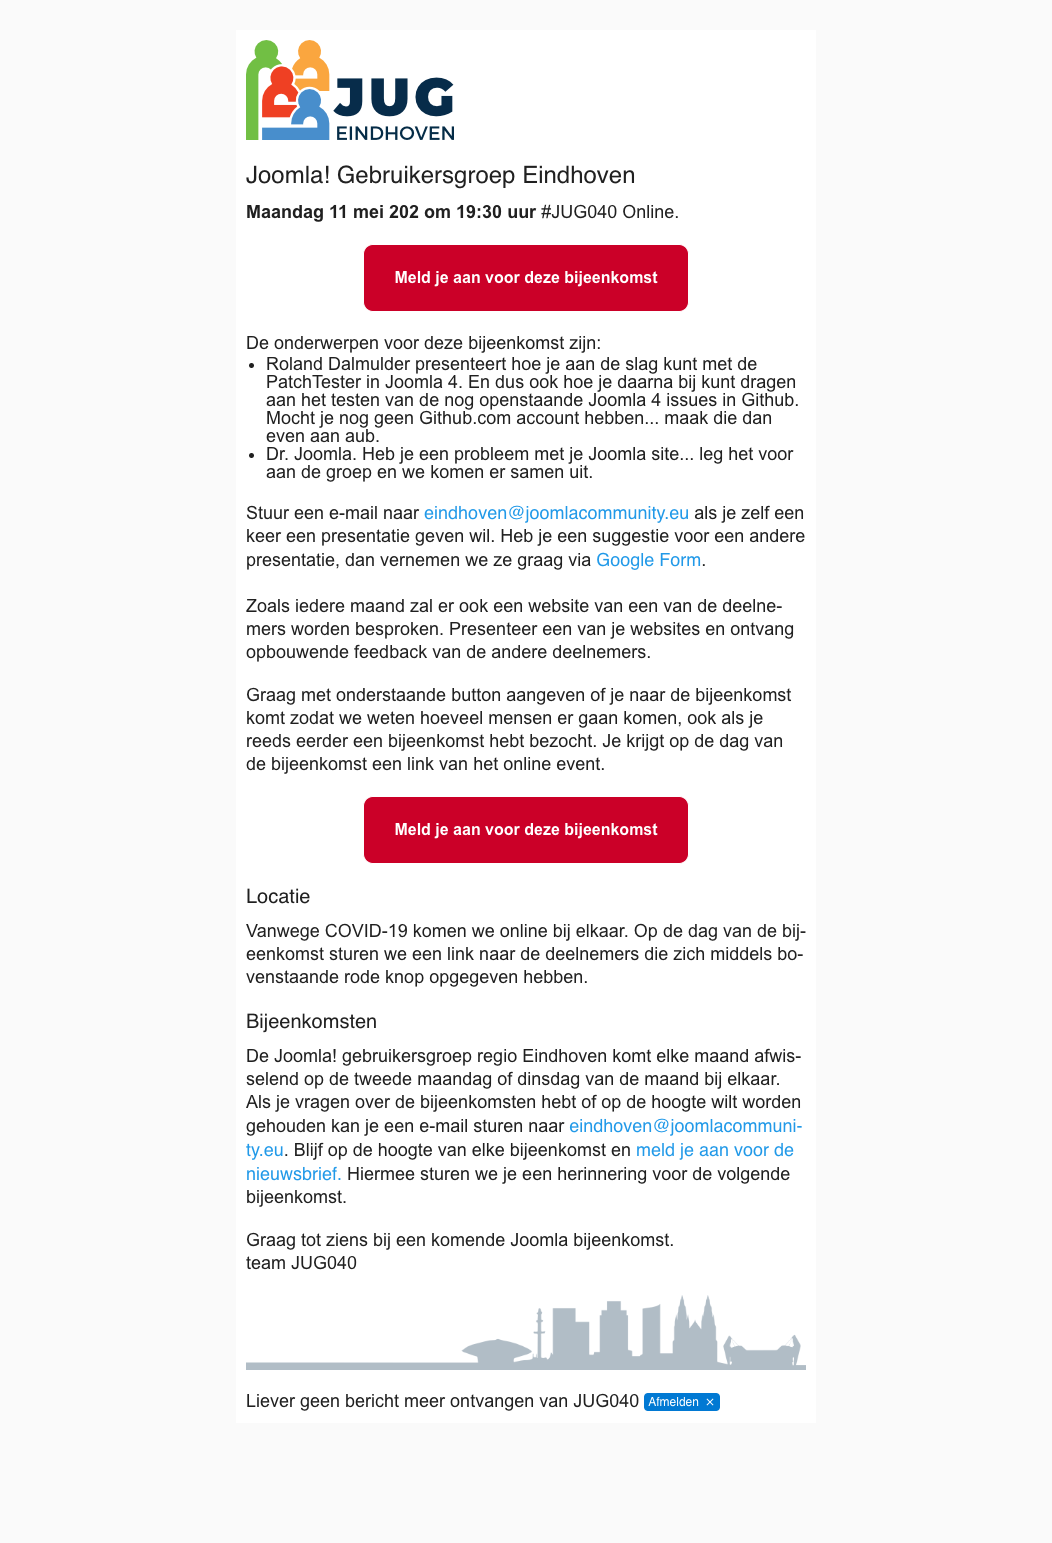 JUG
EINDHOVEN
Joomla! Gebruikersgroep Eindhoven
Maandag 11 mei 202 om 19:30 uur #JUG040 Online.
Meld je aan voor deze bijeenkomst
De onderwerpen voor deze bijeenkomst zijn:
• Roland Dalmulder presenteert hoe je aan de slag kunt met de
PatchTester in Joomla 4. En dus ook hoe je daarna bij kunt dragen
aan het testen van de nog openstaande Joomla 4 issues in Github.
Mocht je nog geen Github.com account hebben... maak die dan
even aan aub.
• Dr. Joomla. Heb je een probleem met je Joomla site... leg het voor
aan de groep en we komen er samen uit.
Stuur een e-mail naar eindhoven@joomlacommunity.eu als je zelf een
keer een presentatie geven wil. Heb je een suggestie voor een andere
presentatie, dan vernemen we ze graag via Google Form.
Zoals iedere maand zal er ook een website van een van de deelne-
mers worden besproken. Presenteer een van je websites en ontvang
opbouwende feedback van de andere deelnemers.
Graag met onderstaande button aangeven of je naar de bijeenkomst
komt zodat we weten hoeveel mensen er gaan komen, ook als je
reeds eerder een bijeenkomst hebt bezocht. Je krijgt op de dag van
de bijeenkomst een link van het online event.
Meld je aan voor deze bijeenkomst
Locatie
Vanwege COVID-19 komen we online bij elkaar. Op de dag van de bij-
eenkomst sturen we een link naar de deelnemers die zich middels bo-
venstaande rode knop opgegeven hebben.
Bijeenkomsten
De Joomla! gebruikersgroep regio Eindhoven komt elke maand afwis-
selend op de tweede maandag of dinsdag van de maand bij elkaar.
Als je vragen over de bijeenkomsten hebt of op de hoogte wilt worden
gehouden kan je een e-mail sturen naar eindhoven@joomlacommuni-
ty.eu. Blijf op de hoogte van elke bijeenkomst en meld je aan voor de
nieuwsbrief. Hiermee sturen we je een herinnering voor de volgende
bijeenkomst.
Graag tot ziens bij een komende Joomla bijeenkomst.
team JUG040
Liever geen bericht meer ontvangen van JUG040 Afmelden ×